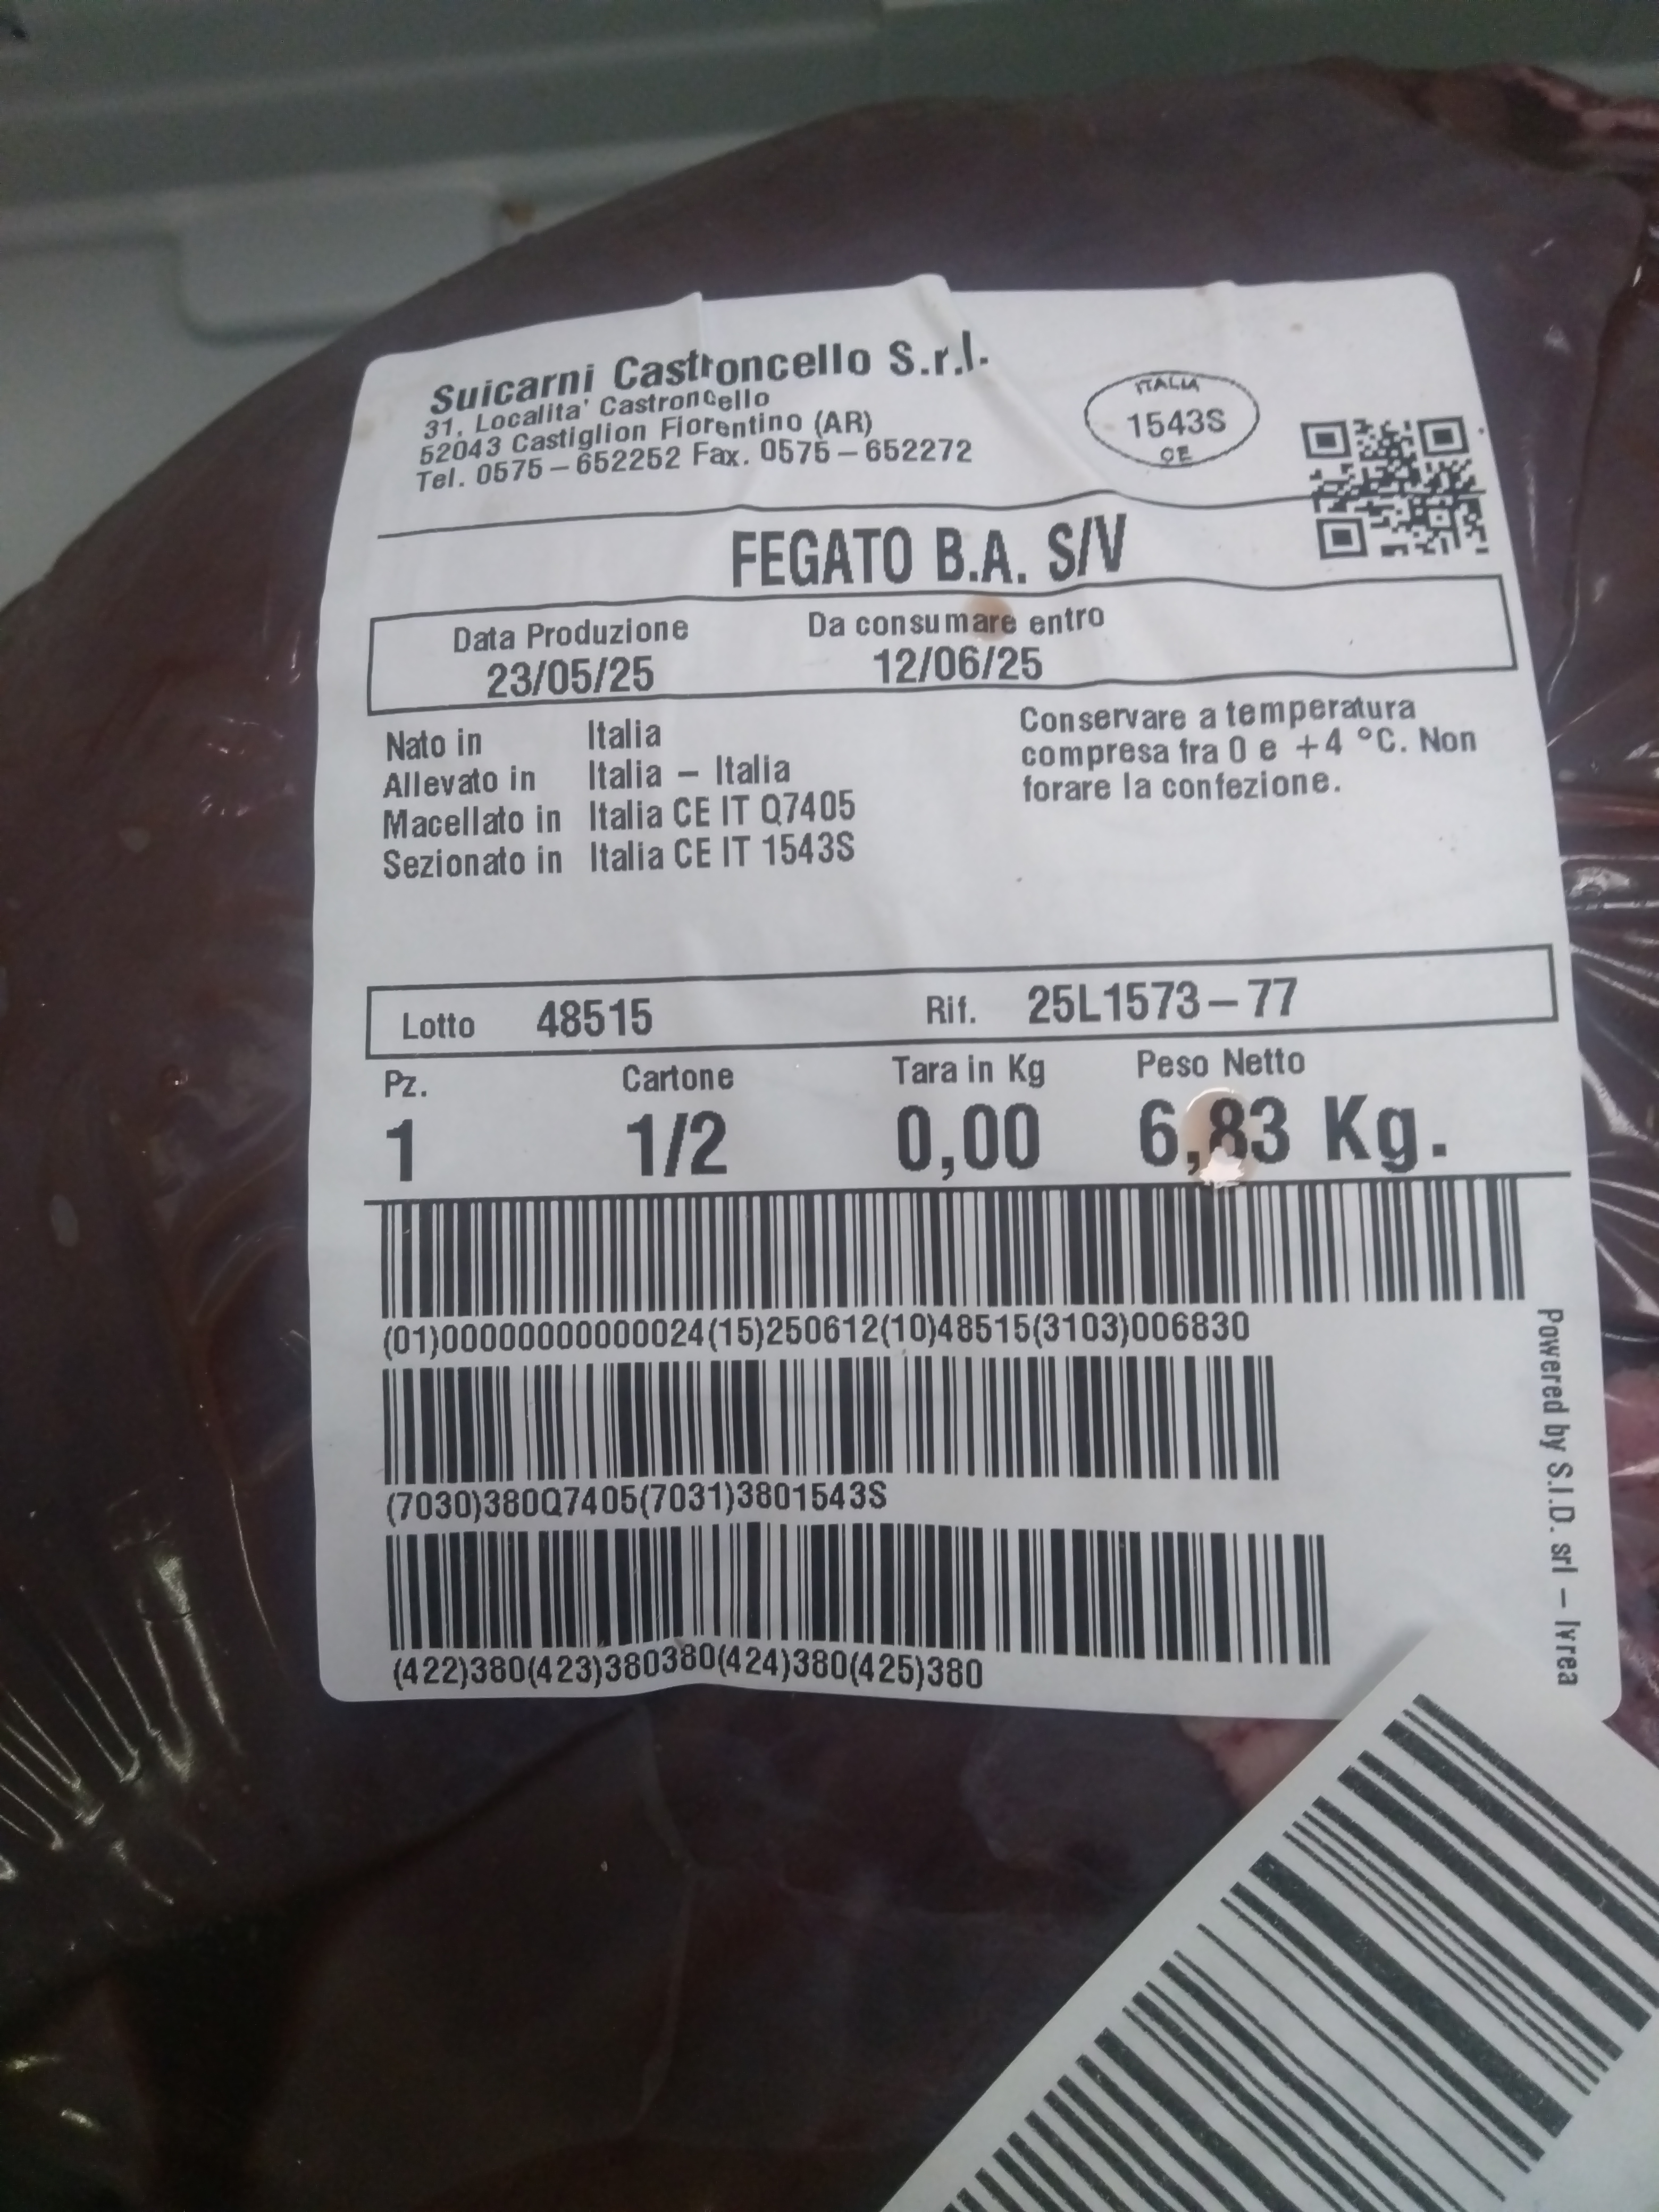 Suicarni Castroncello S.r.l.
31, Localita' Castroncello
52043 Castiglion Fiorentino (AR)
Tel. 0575-652252 Fax. 0575-652272
ITALIA
1543S
CE
FEGATO B.A. S/V
Data Produzione Da consumare entro
23/05/25 12/06/25
Nato in Italia
Allevato in Italia - Italia
Macellato in Italia CE IT Q7405
Sezionato in Italia CE IT 1543S
Conservare a temperatura
compresa fra 0 e +4 °C. Non
forare la confezione.
Lotto 48515 Rif. 25L1573-77
Pz. Cartone Tara in Kg Peso Netto
1 1/2 0,00 6,83 Kg.
(01)00000000000024(15)250612(10)48515(3103)006830
(7030)380Q7405(7031)3801543S
(422)380(423)380380(424)380(425)380
Powered by S.I.D. srl - Ivrea